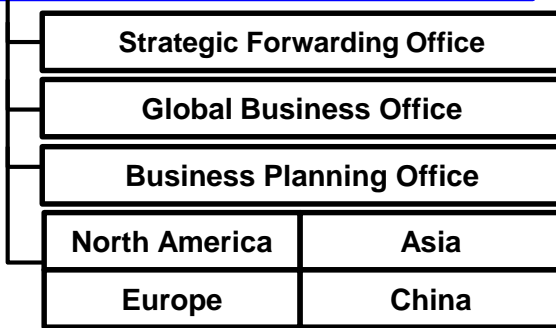 Strategic Forwarding Office
Global Business Office
Business Planning Office
North America Asia
Europe China